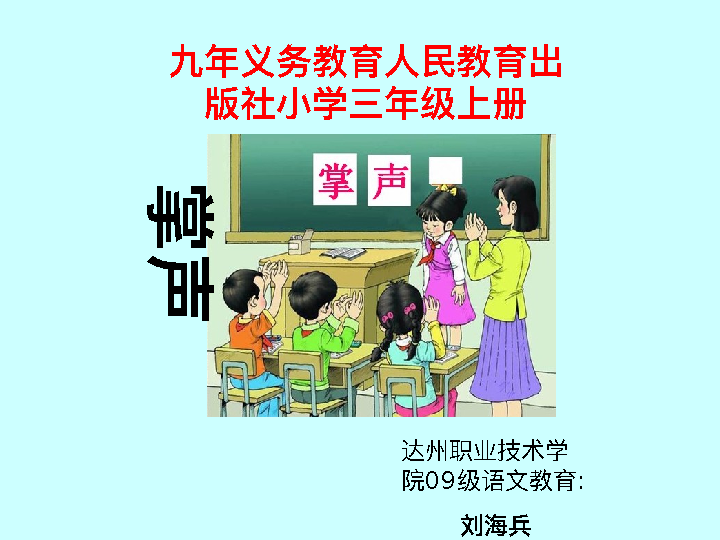 九年义务教育人民教育出
版社小学三年级上册
掌声
掌声
达州职业技术学
院09级语文教育:
刘海兵